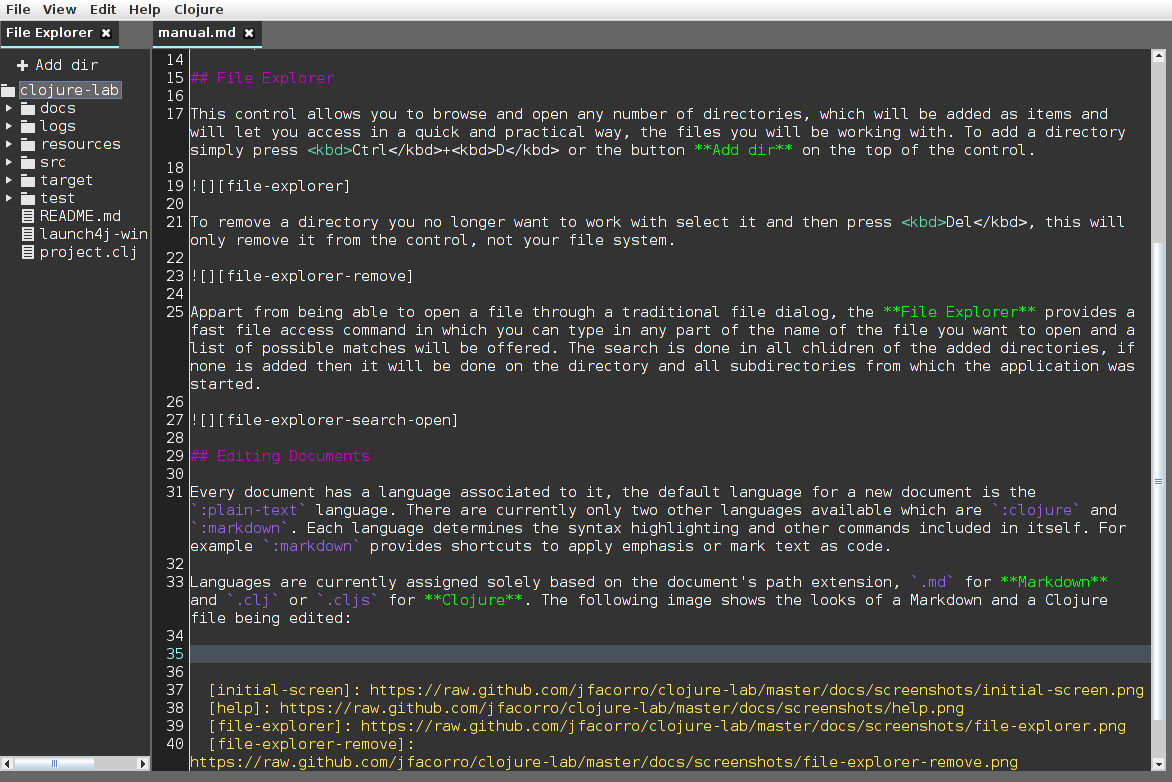 File View Edit Help Clojure
File Explorer
manual.md
Add dir
clojure-lab
docs
logs
resources
src
target
test
README.md
launch4j-win
project.clj
14
15 ## File Explorer
16
17 This control allows you to browse and open any number of directories, which will be added as items and
will let you access in a quick and practical way, the files you will be working with. To add a directory
simply press <kbd>Ctrl</kbd>+<kbd>D</kbd> or the button **Add dir** on the top of the control.
18
19 ![][file-explorer]
20
21 To remove a directory you no longer want to work with select it and then press <kbd>Del</kbd>, this will
only remove it from the control, not your file system.
22
23 ![][file-explorer-remove]
24
25 Appart from being able to open a file through a traditional file dialog, the **File Explorer** provides a
fast file access command in which you can type in any part of the name of the file you want to open and a
list of possible matches will be offered. The search is done in all chlidren of the added directories, if
none is added then it will be done on the directory and all subdirectories from which the application was
started.
26
27 ![][file-explorer-search-open]
28
29 ## Editing Documents
30
31 Every document has a language associated to it, the default language for a new document is the
`:plain-text` language. There are currently only two other languages available which are `:clojure` and
`:markdown`. Each language determines the syntax highlighting and other commands included in itself. For
example `:markdown` provides shortcuts to apply emphasis or mark text as code.
32
33 Languages are currently assigned solely based on the document's path extension, `.md` for **Markdown**
and `.clj` or `.cljs` for **Clojure**. The following image shows the looks of a Markdown and a Clojure
file being edited:
34
35
36
37 [initial-screen]: https://raw.github.com/jfacorro/clojure-lab/master/docs/screenshots/initial-screen.png
38 [help]: https://raw.github.com/jfacorro/clojure-lab/master/docs/screenshots/help.png
39 [file-explorer]: https://raw.github.com/jfacorro/clojure-lab/master/docs/screenshots/file-explorer.png
40 [file-explorer-remove]:
https://raw.github.com/jfacorro/clojure-lab/master/docs/screenshots/file-explorer-remove.png